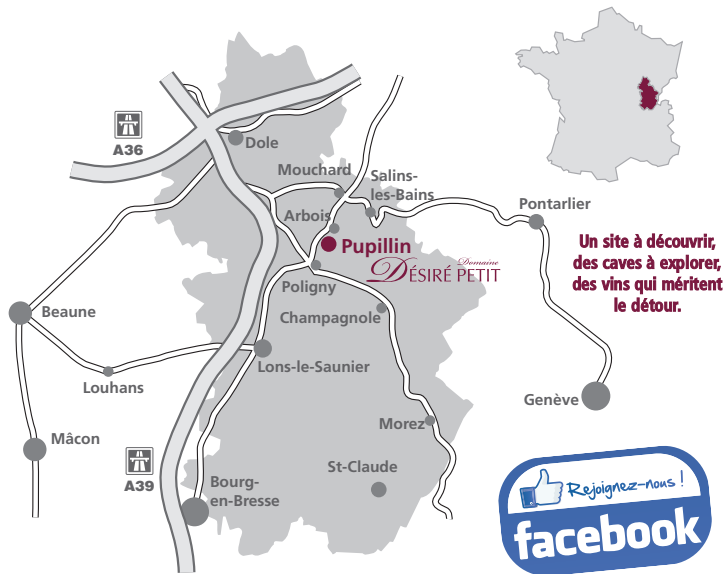 A36
Dole
Mouchard
Salins-
les-Bains
Pontarlier
Arbois
Pupillin
Domaine
DÉSIRÉ PETIT
Poligny
Champagnole
Beaune
Lons-le-Saunier
Louhans
Genève
Mâcon
Morez
A39
Bourg-
en-Bresse
St-Claude
Un site à découvrir,
des caves à explorer,
des vins qui méritent
le détour.
Rejoignez-nous !
facebook